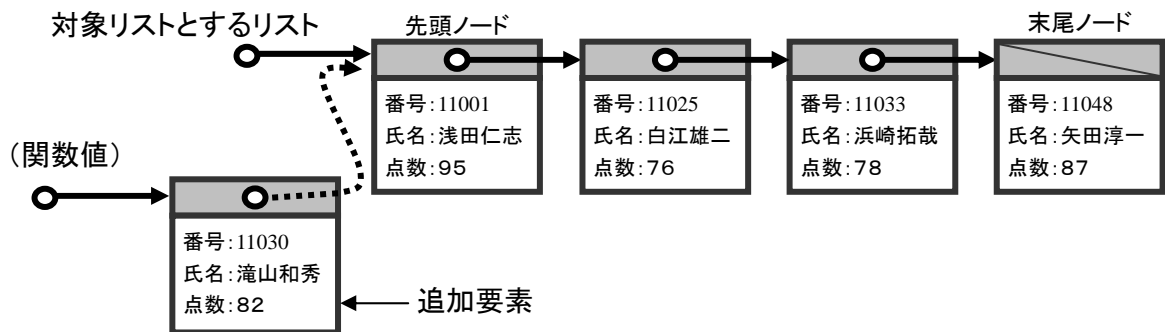 対象リストとするリスト
先頭ノード
末尾ノード
番号:11001
氏名:浅田仁志
点数:95
番号:11025
氏名:白江雄二
点数:76
番号:11033
氏名:浜崎拓哉
点数:78
番号:11048
氏名:矢田淳一
点数:87
(関数値)
番号:11030
氏名:滝山和秀
点数:82
追加要素